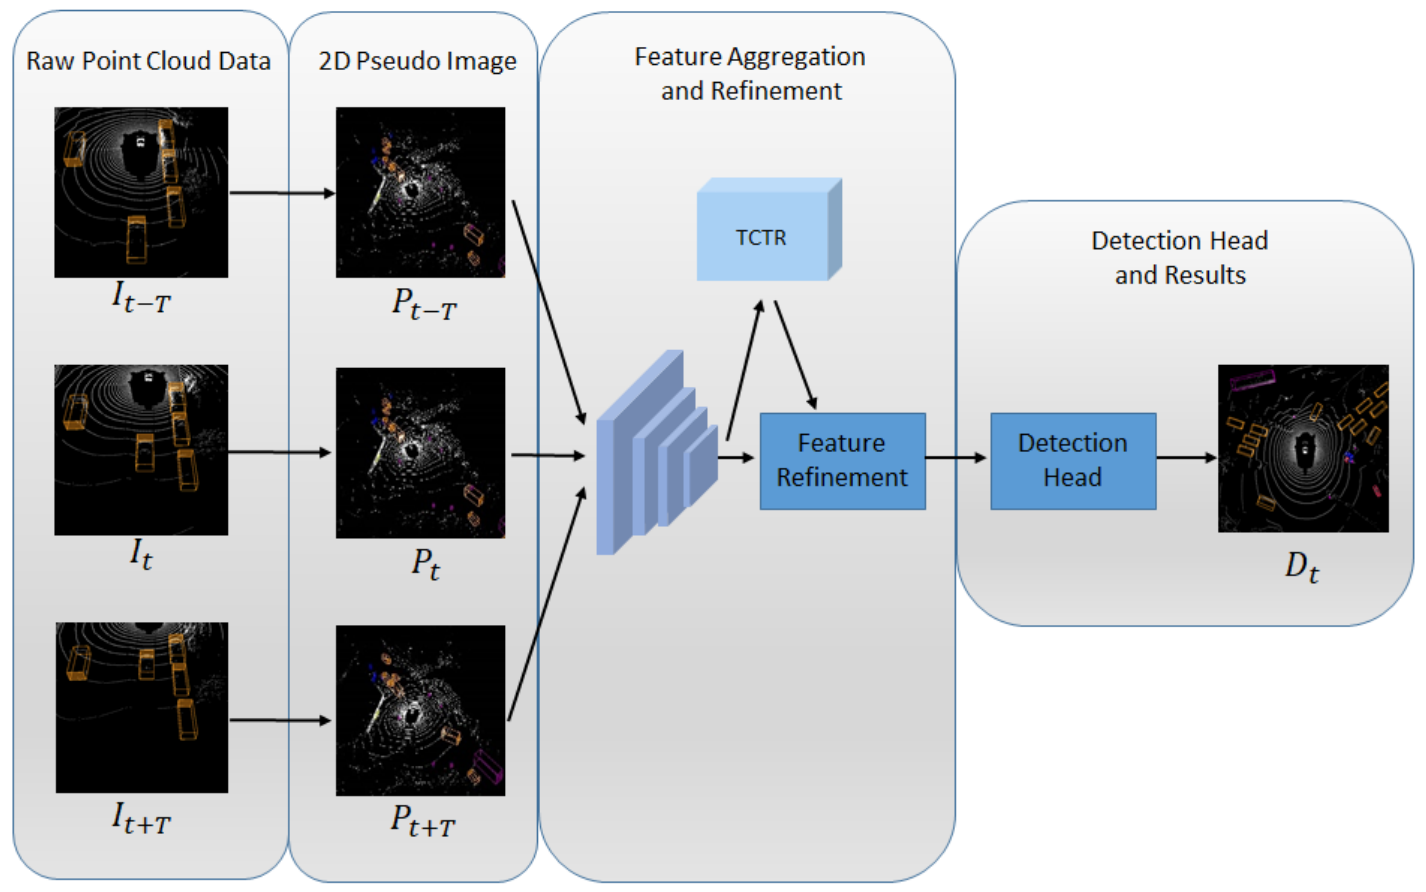 Raw Point Cloud Data
I_{t−T}
I_t
I_{t+T}
2D Pseudo Image
P_{t−T}
P_t
P_{t+T}
Feature Aggregation
and Refinement
TCTR
Feature
Refinement
Detection Head
and Results
Detection
Head
D_t